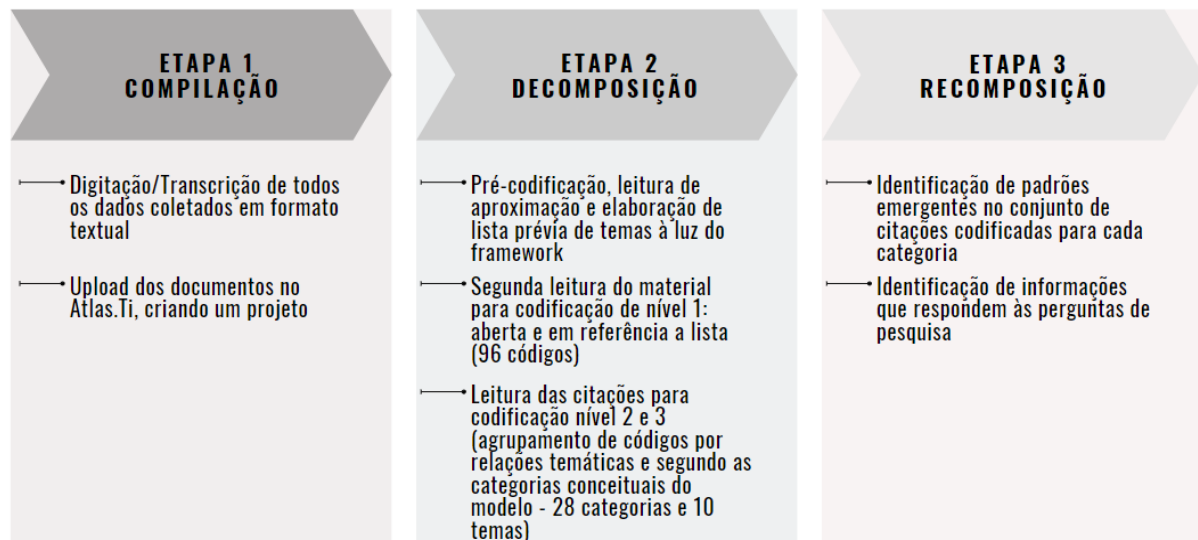 ETAPA 1
COMPILAÇÃO
Digitação/Transcrição de todos
os dados coletados em formato
textual
Upload dos documentos no
Atlas.Ti, criando um projeto
ETAPA 2
DECOMPOSIÇÃO
Pré-codificação, leitura de
aproximação e elaboração de
lista prévia de temas à luz do
framework
Segunda leitura do material
para codificação de nível 1:
aberta e em referência a lista
(96 códigos)
Leitura das citações para
codificação nível 2 e 3
(agrupamento de códigos por
relações temáticas e segundo as
categorias conceituais do
modelo - 28 categorias e 10
temas)
ETAPA 3
RECOMPOSIÇÃO
Identificação de padrões
emergentes no conjunto de
citações codificadas para cada
categoria
Identificação de informações
que respondem às perguntas de
pesquisa